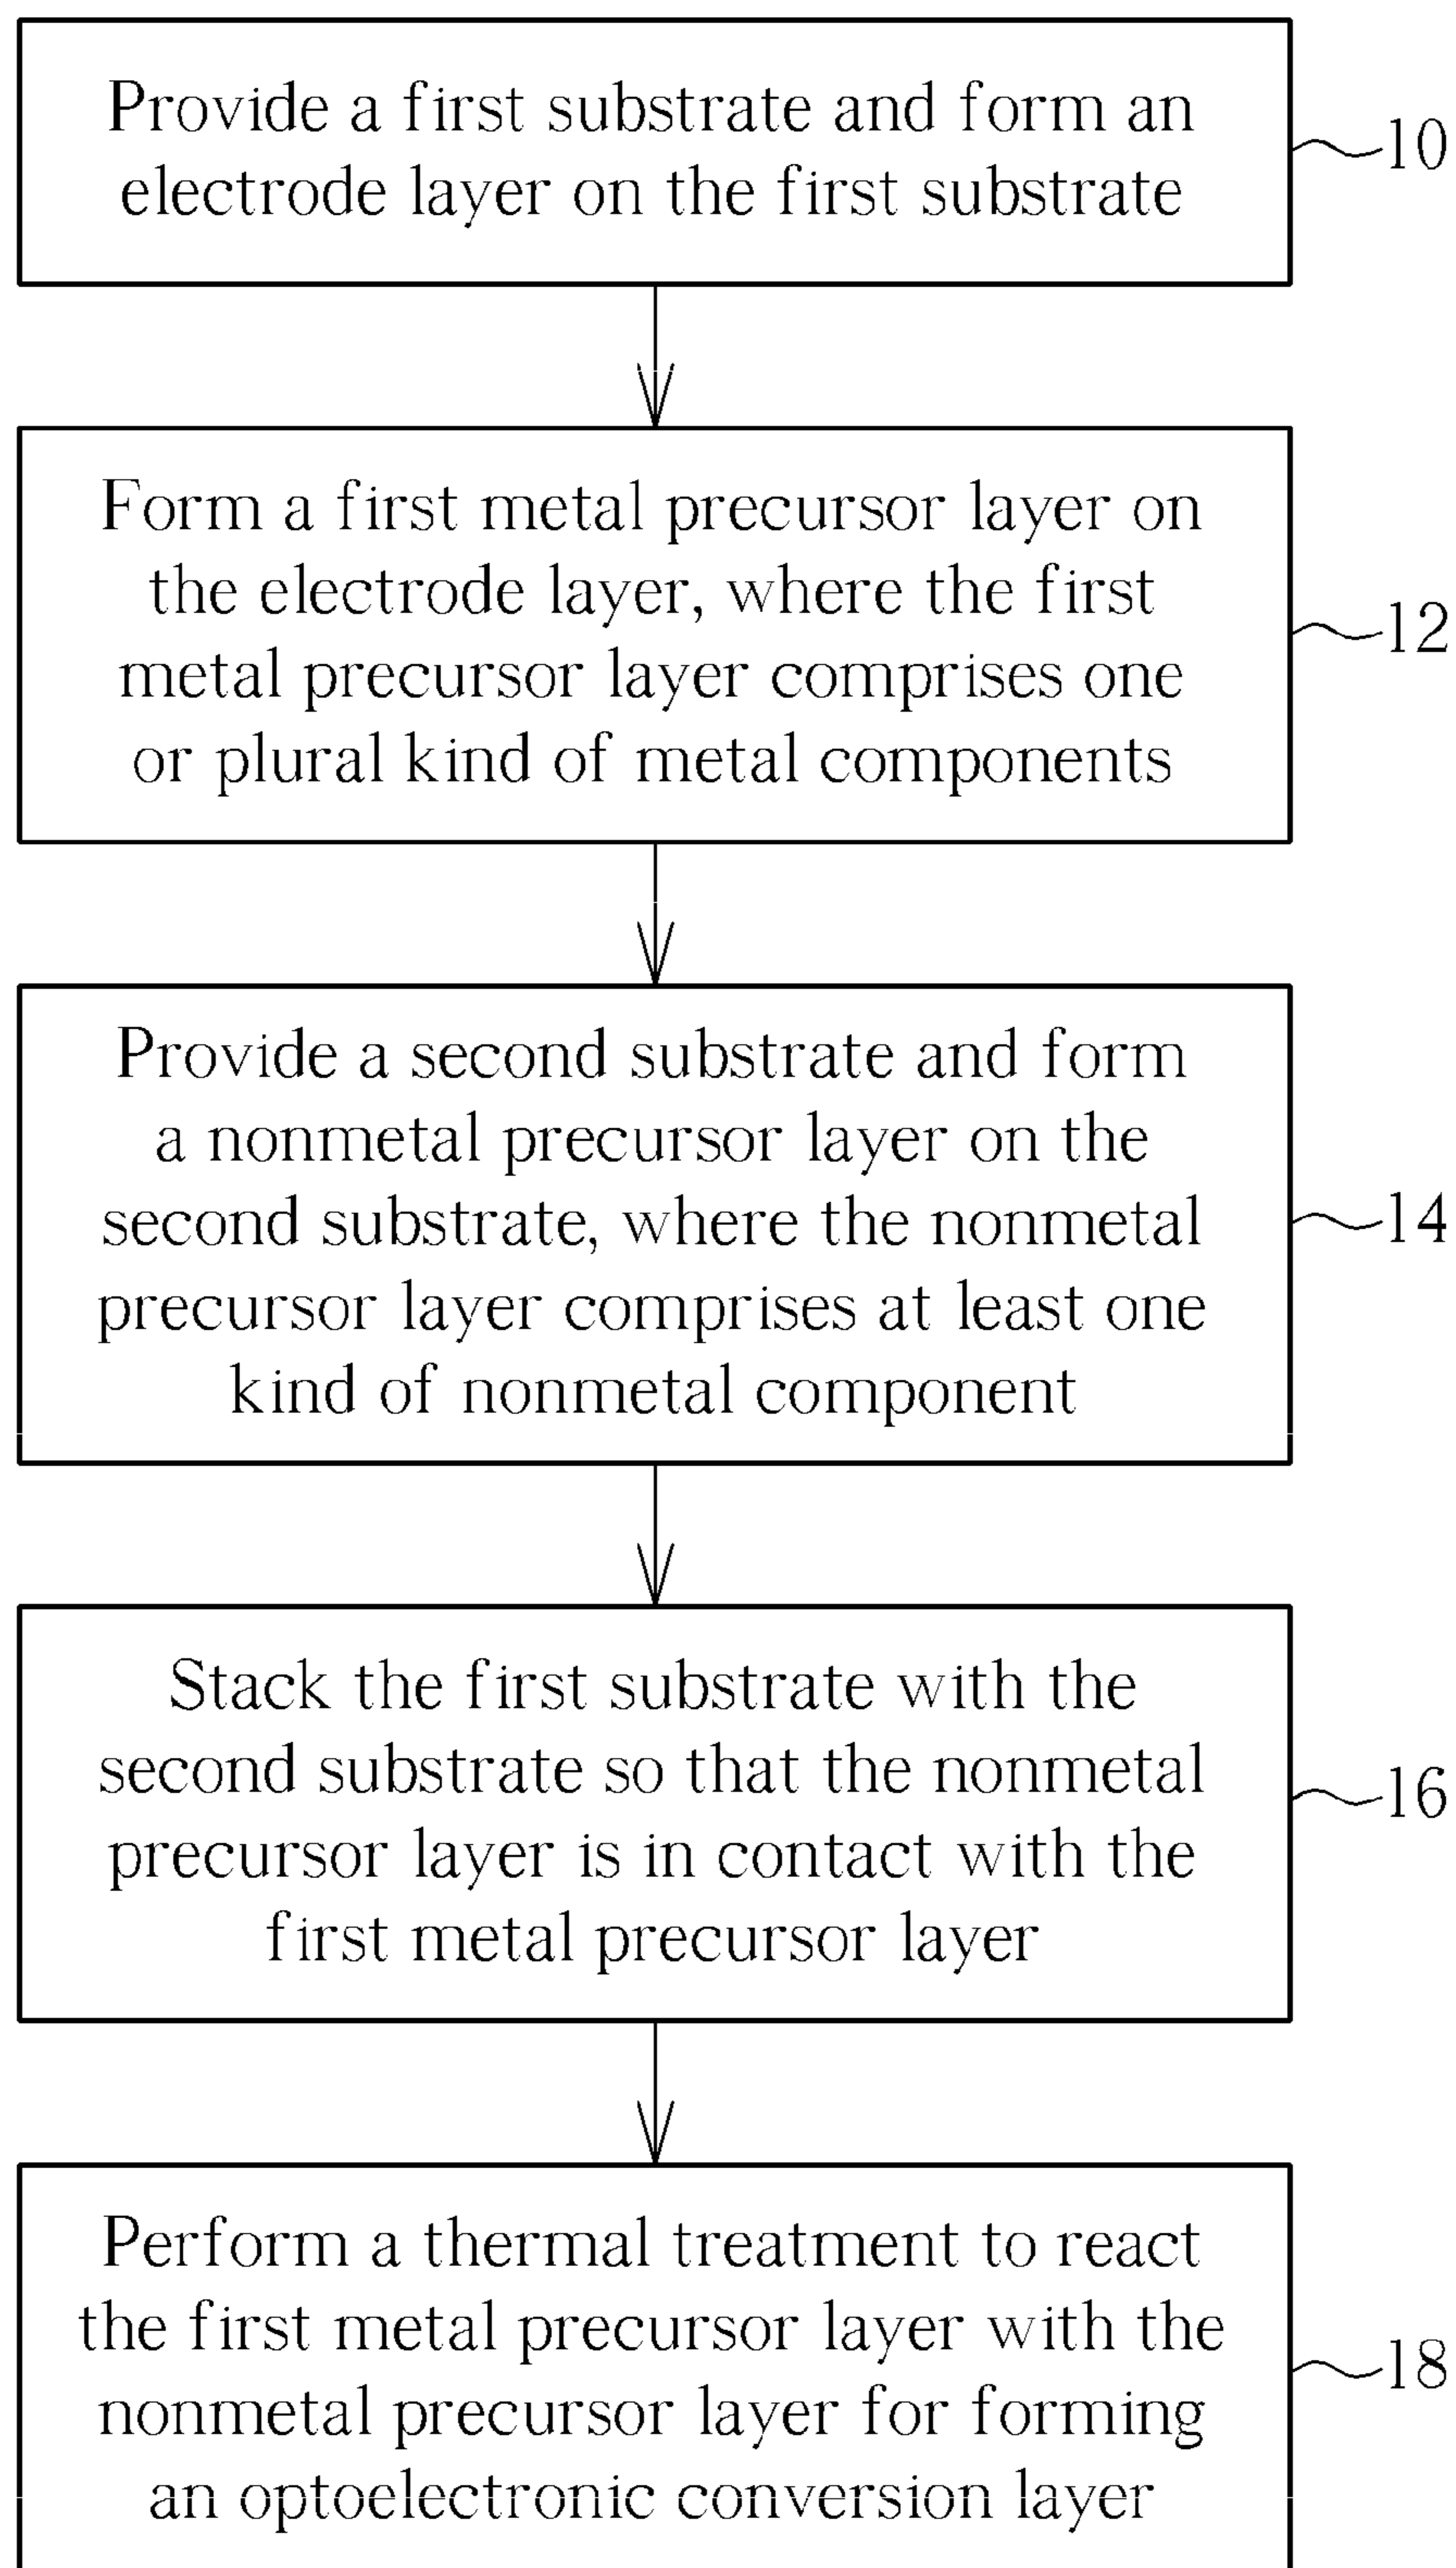 Provide a first substrate and form an
electrode layer on the first substrate
10
Form a first metal precursor layer on
the electrode layer, where the first
metal precursor layer comprises one
or plural kind of metal components
12
Provide a second substrate and form
a nonmetal precursor layer on the
second substrate, where the nonmetal
precursor layer comprises at least one
kind of nonmetal component
14
Stack the first substrate with the
second substrate so that the nonmetal
precursor layer is in contact with the
first metal precursor layer
16
Perform a thermal treatment to react
the first metal precursor layer with the
nonmetal precursor layer for forming
an optoelectronic conversion layer
18